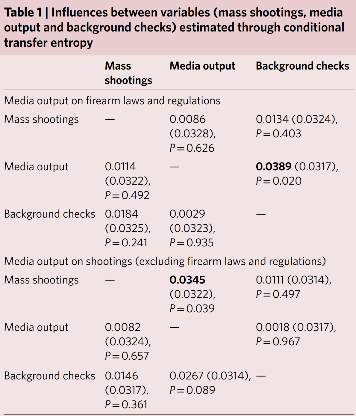 Table 1 | Influences between variables (mass shootings, media
output and background checks) estimated through conditional
transfer entropy
Mass shootings Media output Background checks
Media output on firearm laws and regulations
Mass shootings — 0.0086 (0.0328), P = 0.626 0.0134 (0.0324), P = 0.403
Media output 0.0114 (0.0322), P = 0.492 — 0.0389 (0.0317), P = 0.020
Background checks 0.0184 (0.0325), P = 0.241 0.0029 (0.0323), P = 0.935 —
Media output on shootings (excluding firearm laws and regulations)
Mass shootings — 0.0345 (0.0322), P = 0.039 0.0111 (0.0314), P = 0.497
Media output 0.0082 (0.0324), P = 0.657 — 0.0018 (0.0317), P = 0.967
Background checks 0.0146 (0.0317), P = 0.361 0.0267 (0.0314), P = 0.089 —